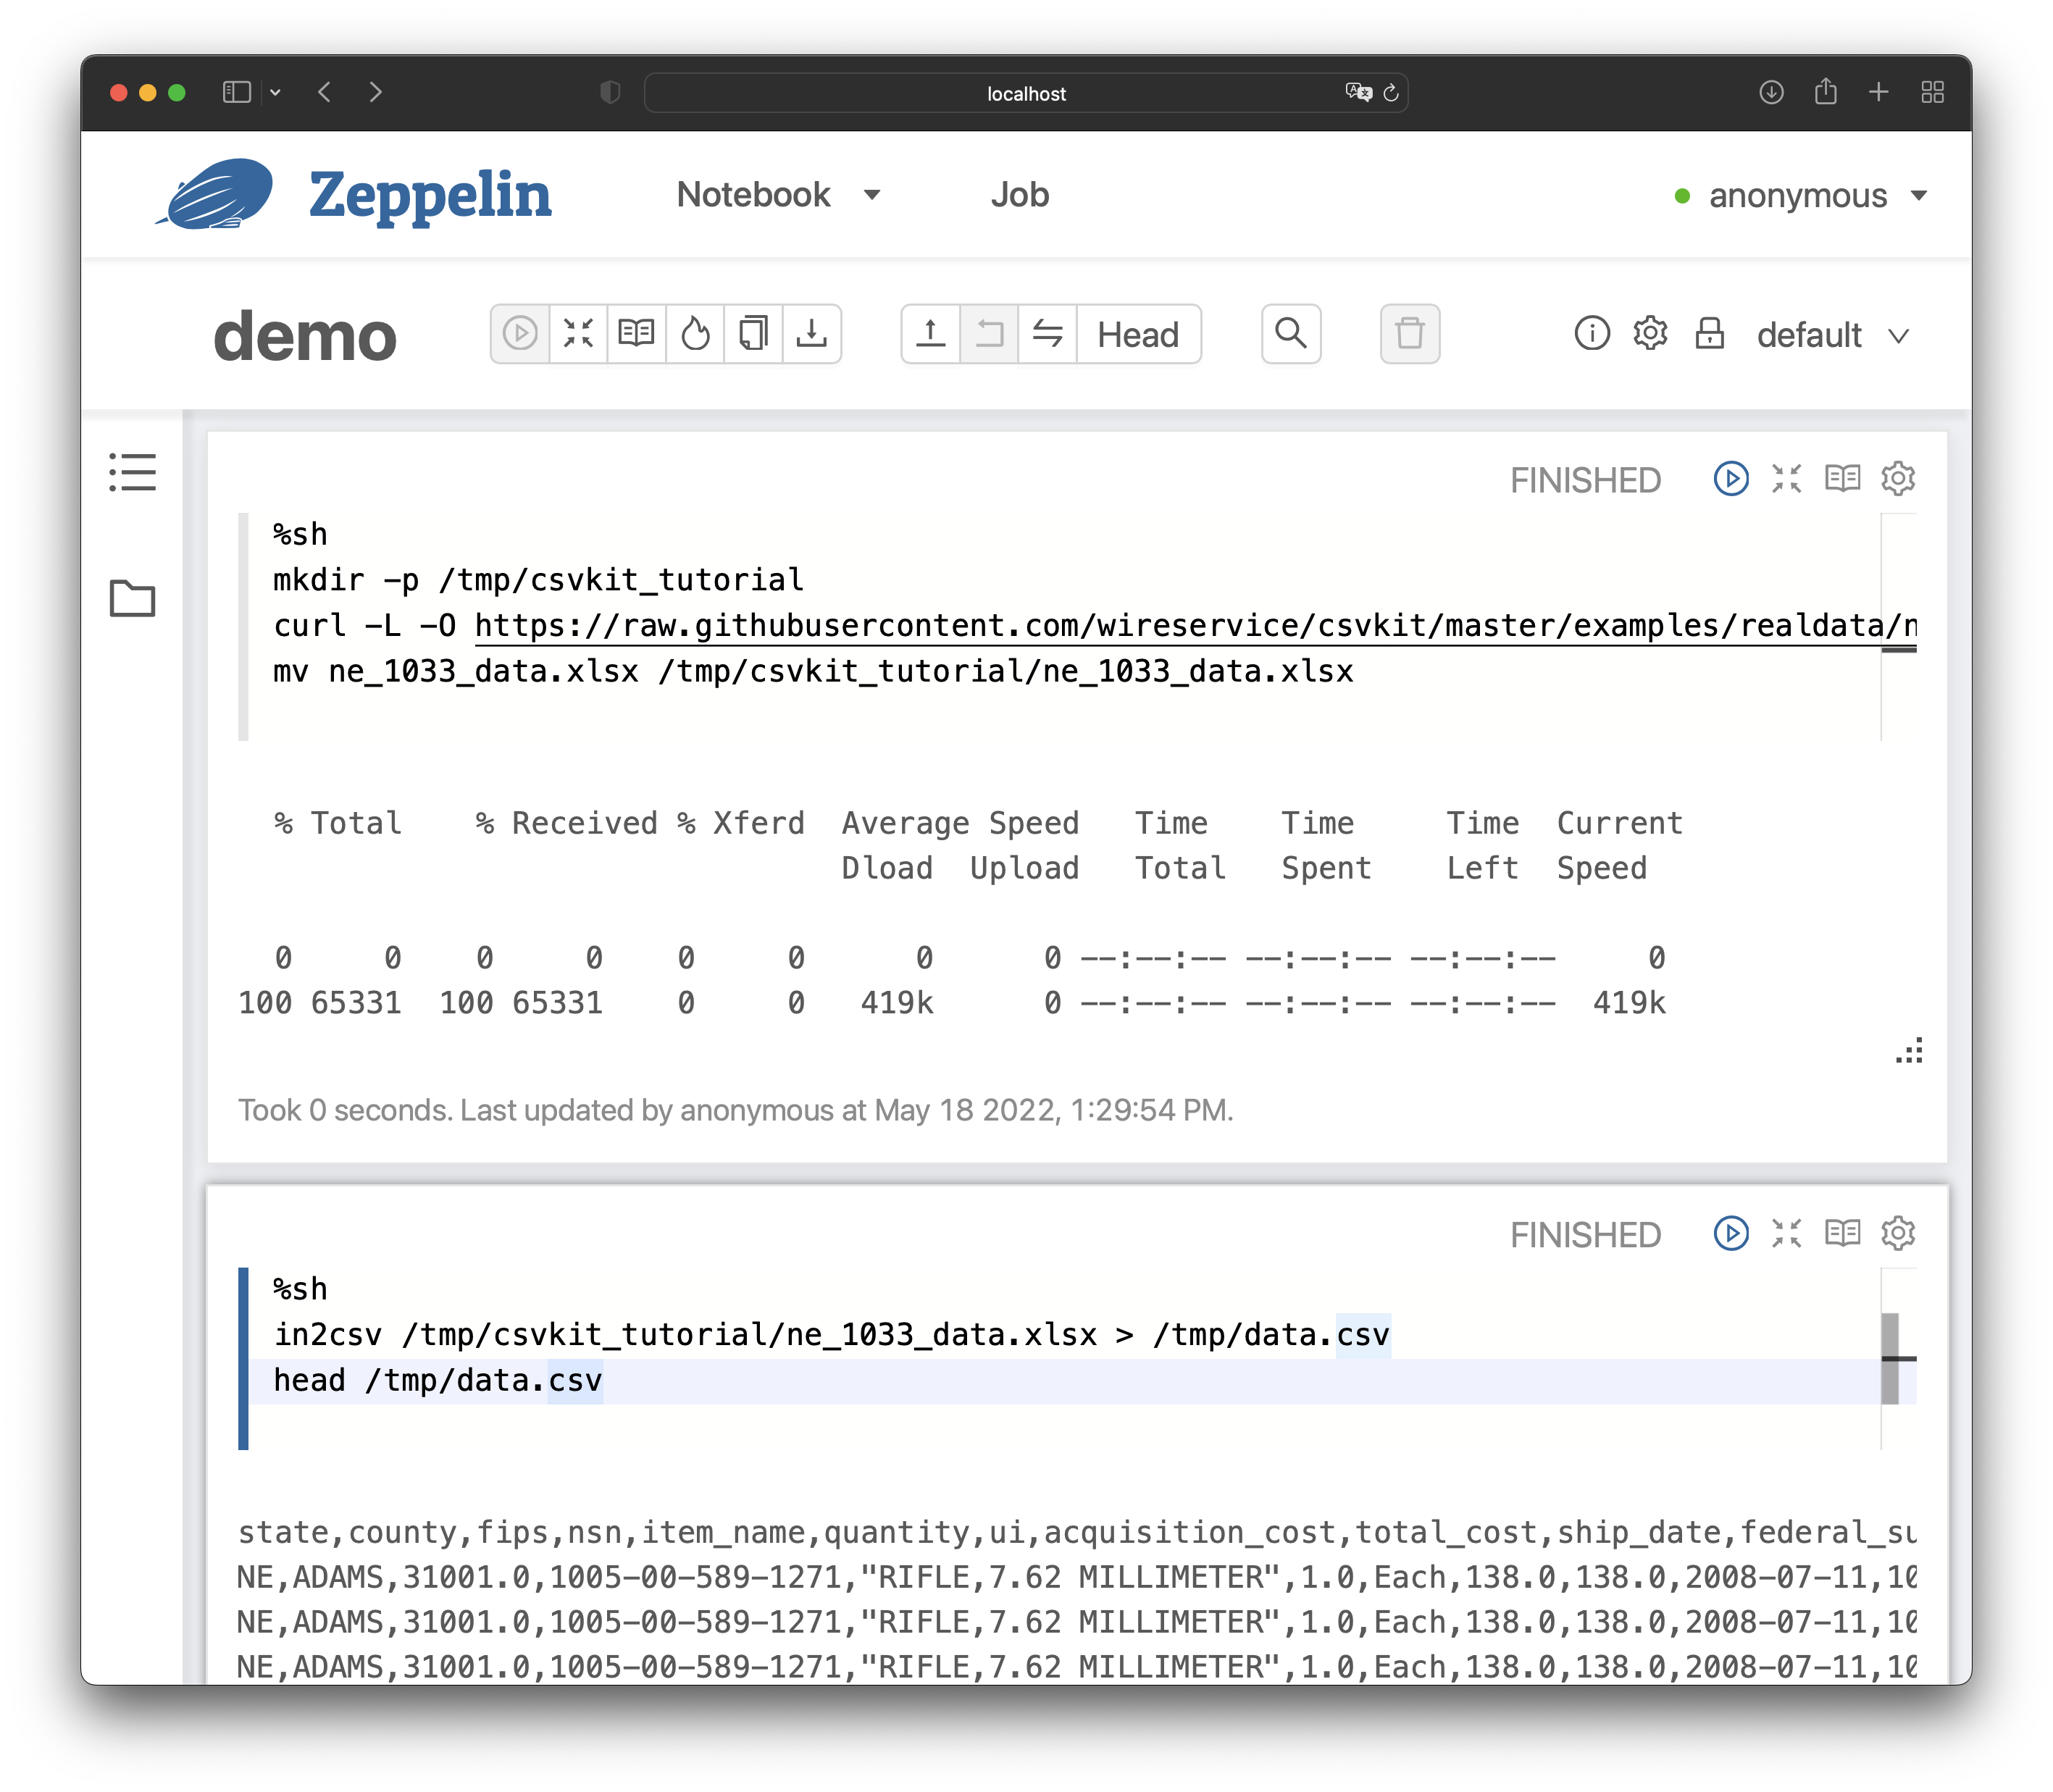 localhost
Zeppelin Notebook Job anonymous
demo Head default
FINISHED
%sh
mkdir -p /tmp/csvkit_tutorial
curl -L -O https://raw.githubusercontent.com/wireservice/csvkit/master/examples/realdata/n
mv ne_1033_data.xlsx /tmp/csvkit_tutorial/ne_1033_data.xlsx
% Total % Received % Xferd Average Speed Time Time Time Current
Dload Upload Total Spent Left Speed
0 0 0 0 0 0 0 0 --:--:-- --:--:-- --:--:-- 0
100 65331 100 65331 0 0 419k 0 --:--:-- --:--:-- --:--:-- 419k
Took 0 seconds. Last updated by anonymous at May 18 2022, 1:29:54 PM.
FINISHED
%sh
in2csv /tmp/csvkit_tutorial/ne_1033_data.xlsx > /tmp/data.csv
head /tmp/data.csv
state,county,fips,nsn,item_name,quantity,ui,acquisition_cost,total_cost,ship_date,federal_su
NE,ADAMS,31001.0,1005-00-589-1271,"RIFLE,7.62 MILLIMETER",1.0,Each,138.0,138.0,2008-07-11,10
NE,ADAMS,31001.0,1005-00-589-1271,"RIFLE,7.62 MILLIMETER",1.0,Each,138.0,138.0,2008-07-11,10
NE,ADAMS,31001.0,1005-00-589-1271,"RIFLE,7.62 MILLIMETER",1.0,Each,138.0,138.0,2008-07-11,10